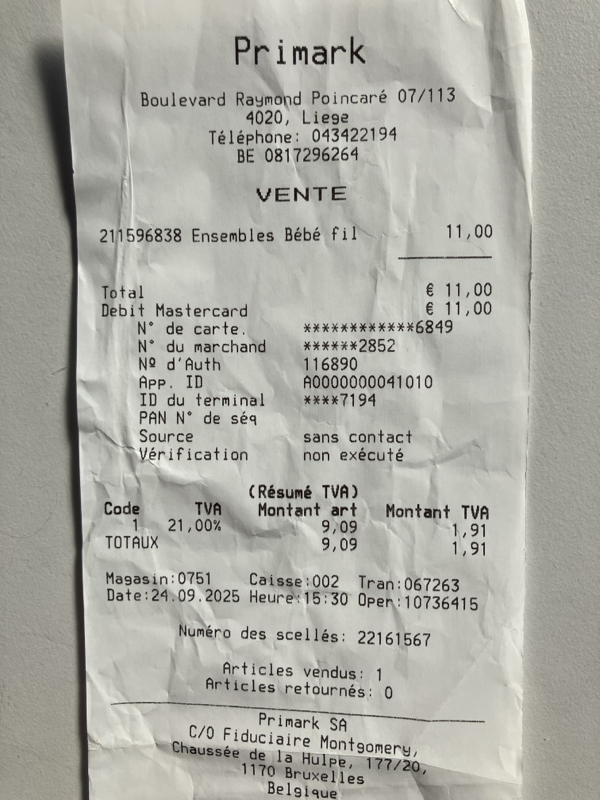 Primark
Boulevard Raymond Poincaré 07/113
4020, Liege
Téléphone: 043422194
BE 0817296264
VENTE
211596838 Ensembles Bébé fil 11,00
Total € 11,00
Debit Mastercard € 11,00
N° de carte. ************6849
N° du marchand ******2852
Nº d'Auth 116890
App. ID A0000000041010
ID du terminal ****7194
PAN N° de séq
Source sans contact
Vérification non exécuté
(Résumé TVA)
Code TVA Montant art Montant TVA
1 21,00% 9,09 1,91
TOTAUX 9,09 1,91
Magasin:0751 Caisse:002 Tran:067263
Date:24.09.2025 Heure:15:30 Oper:10736415
Numéro des scellés: 22161567
Articles vendus: 1
Articles retournés: 0
Primark SA
C/O Fiduciaire Montgomery,
Chaussée de la Hulpe, 177/20,
1170 Bruxelles
Belgique